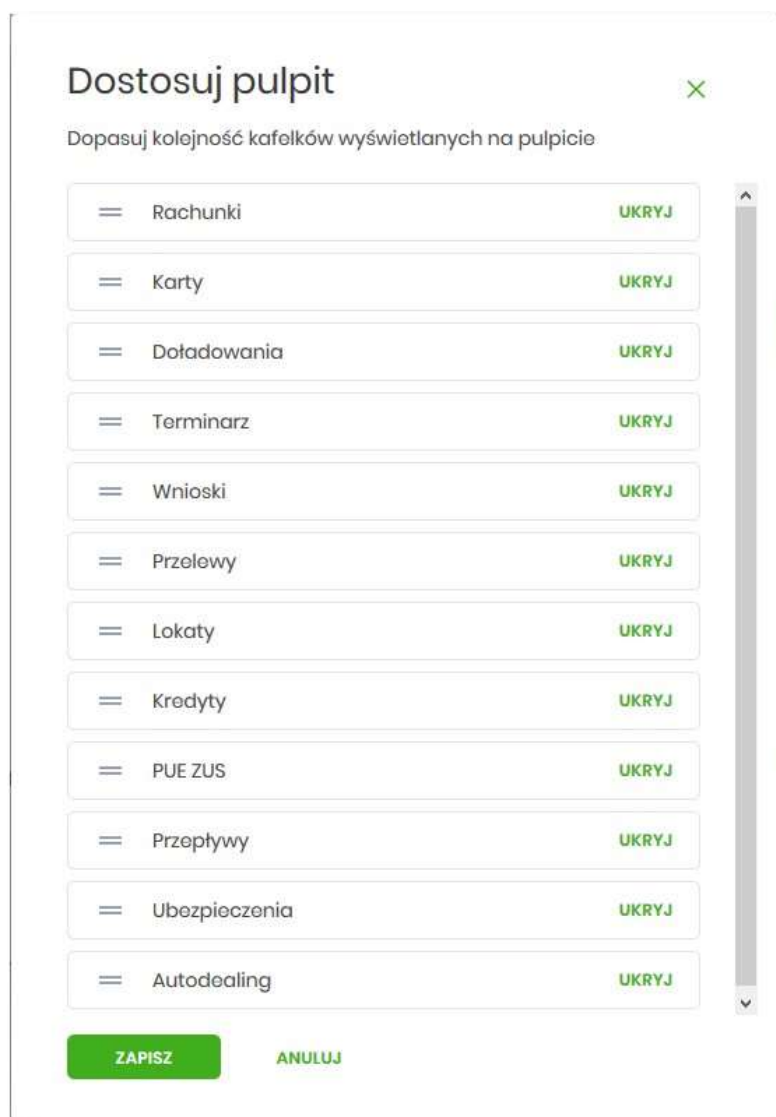 Dostosuj pulpit
Dopasuj kolejność kafelków wyświetlanych na pulpicie
Rachunki UKRYJ
Karty UKRYJ
Doładowania UKRYJ
Terminarz UKRYJ
Wnioski UKRYJ
Przelewy UKRYJ
Lokaty UKRYJ
Kredyty UKRYJ
PUE ZUS UKRYJ
Przepływy UKRYJ
Ubezpieczenia UKRYJ
Autodealing UKRYJ
ZAPISZ ANULUJ